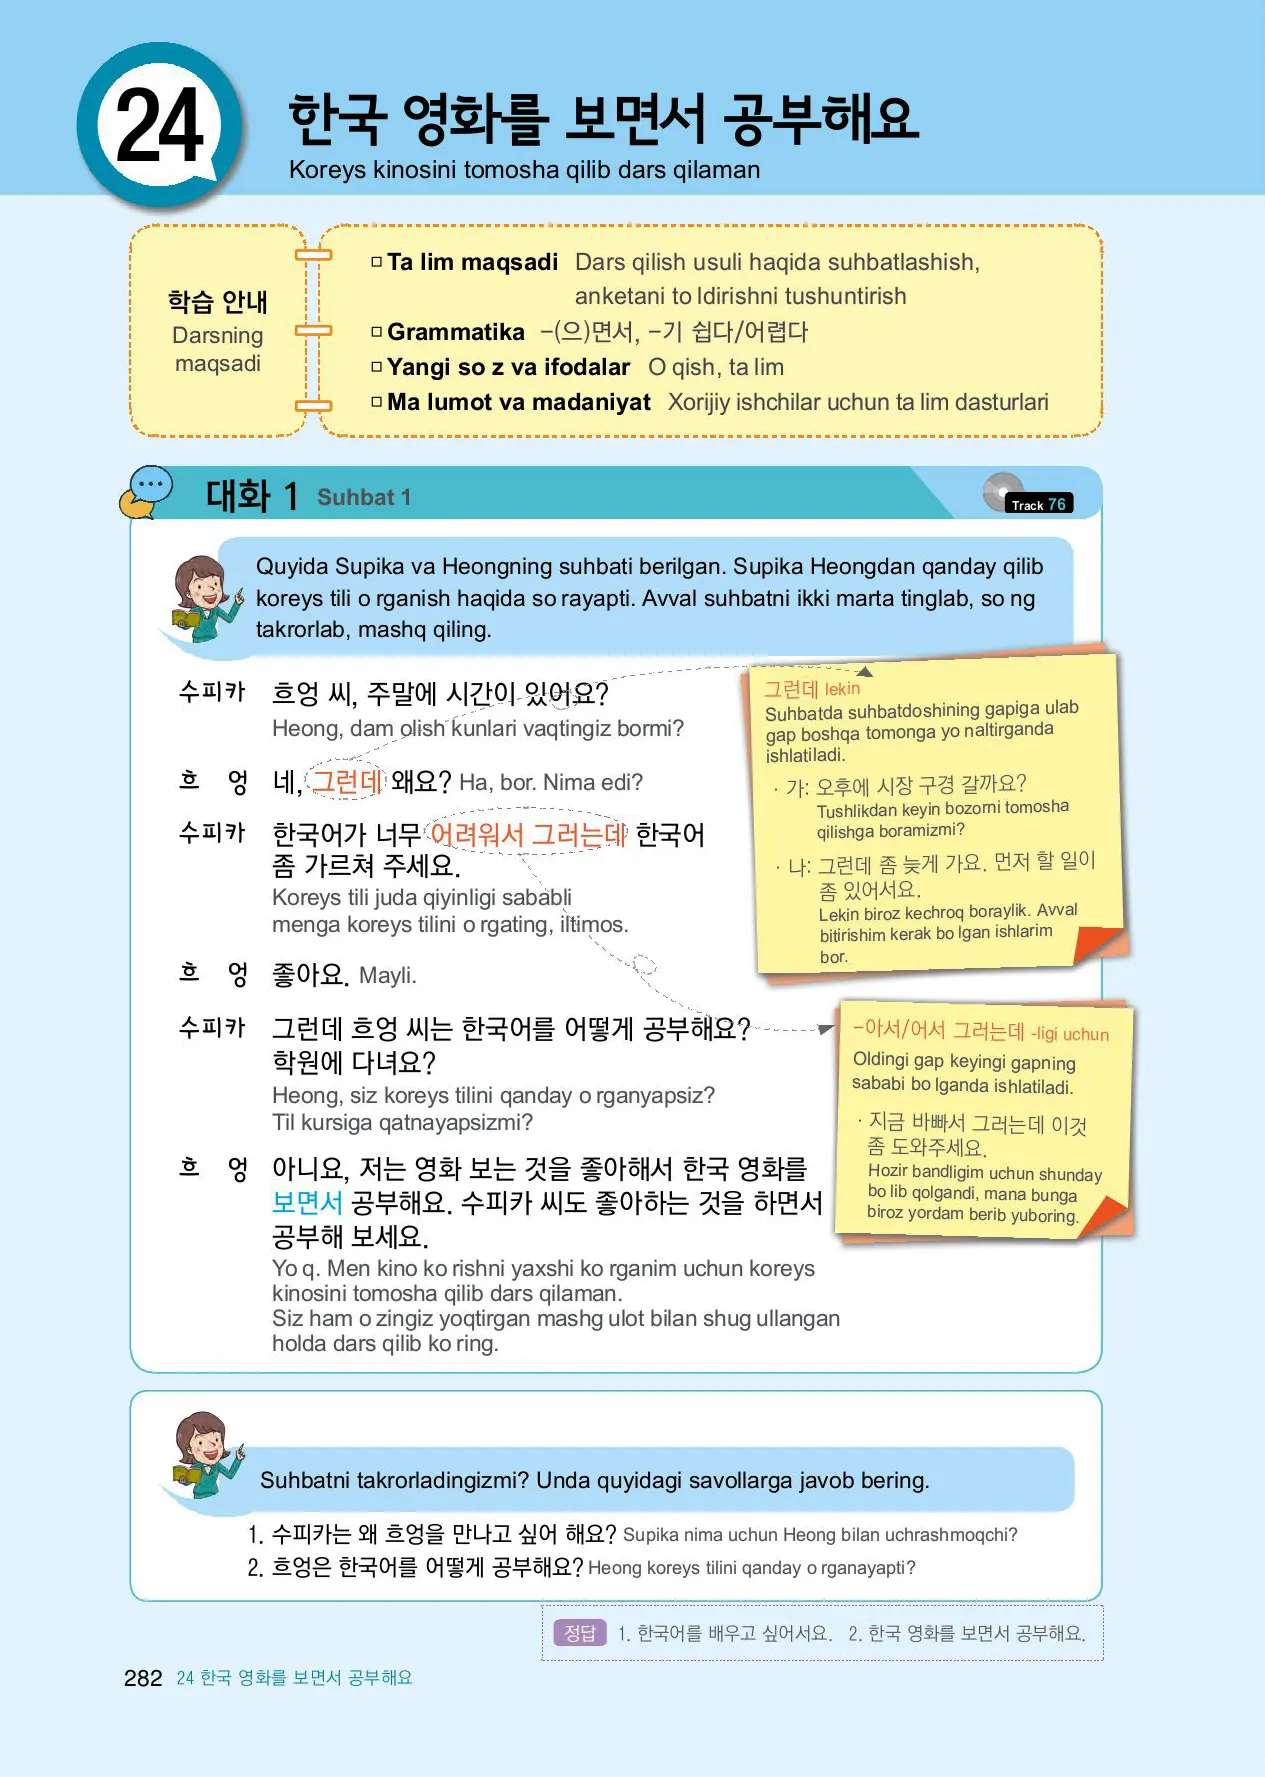 24
한국 영화를 보면서 공부해요
Koreys kinosini tomosha qilib dars qilaman
학습 안내
Darsning
maqsadi
Ta lim maqsadi Dars qilish usuli haqida suhbatlashish,
anketani to ldirishni tushuntirish
Grammatika -(으)면서, -기 쉽다/어렵다
Yangi so z va ifodalar O qish, ta lim
Ma lumot va madaniyat Xorijiy ishchilar uchun ta lim dasturlari
대화 1 Suhbat 1
Track 76
Quyida Supika va Heongning suhbati berilgan. Supika Heongdan qanday qilib
koreys tili o rganish haqida so rayapti. Avval suhbatni ikki marta tinglab, so ng
takrorlab, mashq qiling.
수피카 흐엉 씨, 주말에 시간이 있어요?
Heong, dam olish kunlari vaqtingiz bormi?
흐 엉 네, 그런데 왜요? Ha, bor. Nima edi?
수피카 한국어가 너무 어려워서 그러는데 한국어
좀 가르쳐 주세요.
Koreys tili juda qiyinligi sababli
menga koreys tilini o rgating, iltimos.
흐 엉 좋아요. Mayli.
수피카 그런데 흐엉 씨는 한국어를 어떻게 공부해요?
학원에 다녀요?
Heong, siz koreys tilini qanday o rganyapsiz?
Til kursiga qatnayapsizmi?
흐 엉 아니요, 저는 영화 보는 것을 좋아해서 한국 영화를
보면서 공부해요. 수피카 씨도 좋아하는 것을 하면서
공부해 보세요.
Yo q. Men kino ko rishni yaxshi ko rganim uchun koreys
kinosini tomosha qilib dars qilaman.
Siz ham o zingiz yoqtirgan mashg ulot bilan shug ullangan
holda dars qilib ko ring.
그런데 lekin
Suhbatda suhbatdoshining gapiga ulab
gap boshqa tomonga yo naltirganda
ishlatiladi.
· 가: 오후에 시장 구경 갈까요?
Tushlikdan keyin bozorni tomosha
qilishga boramizmi?
· 나: 그런데 좀 늦게 가요. 먼저 할 일이
좀 있어서요.
Lekin biroz kechroq boraylik. Avval
bitirishim kerak bo lgan ishlarim
bor.
-아서/어서 그러는데 -ligi uchun
Oldingi gap keyingi gapning
sababi bo lganda ishlatiladi.
· 지금 바빠서 그러는데 이것
좀 도와주세요.
Hozir bandligim uchun shunday
bo lib qolgandi, mana bunga
biroz yordam berib yuboring.
Suhbatni takrorladingizmi? Unda quyidagi savollarga javob bering.
1. 수피카는 왜 흐엉을 만나고 싶어 해요? Supika nima uchun Heong bilan uchrashmoqchi?
2. 흐엉은 한국어를 어떻게 공부해요? Heong koreys tilini qanday o rganayapti?
정답 1. 한국어를 배우고 싶어서요. 2. 한국 영화를 보면서 공부해요.
282 24 한국 영화를 보면서 공부해요